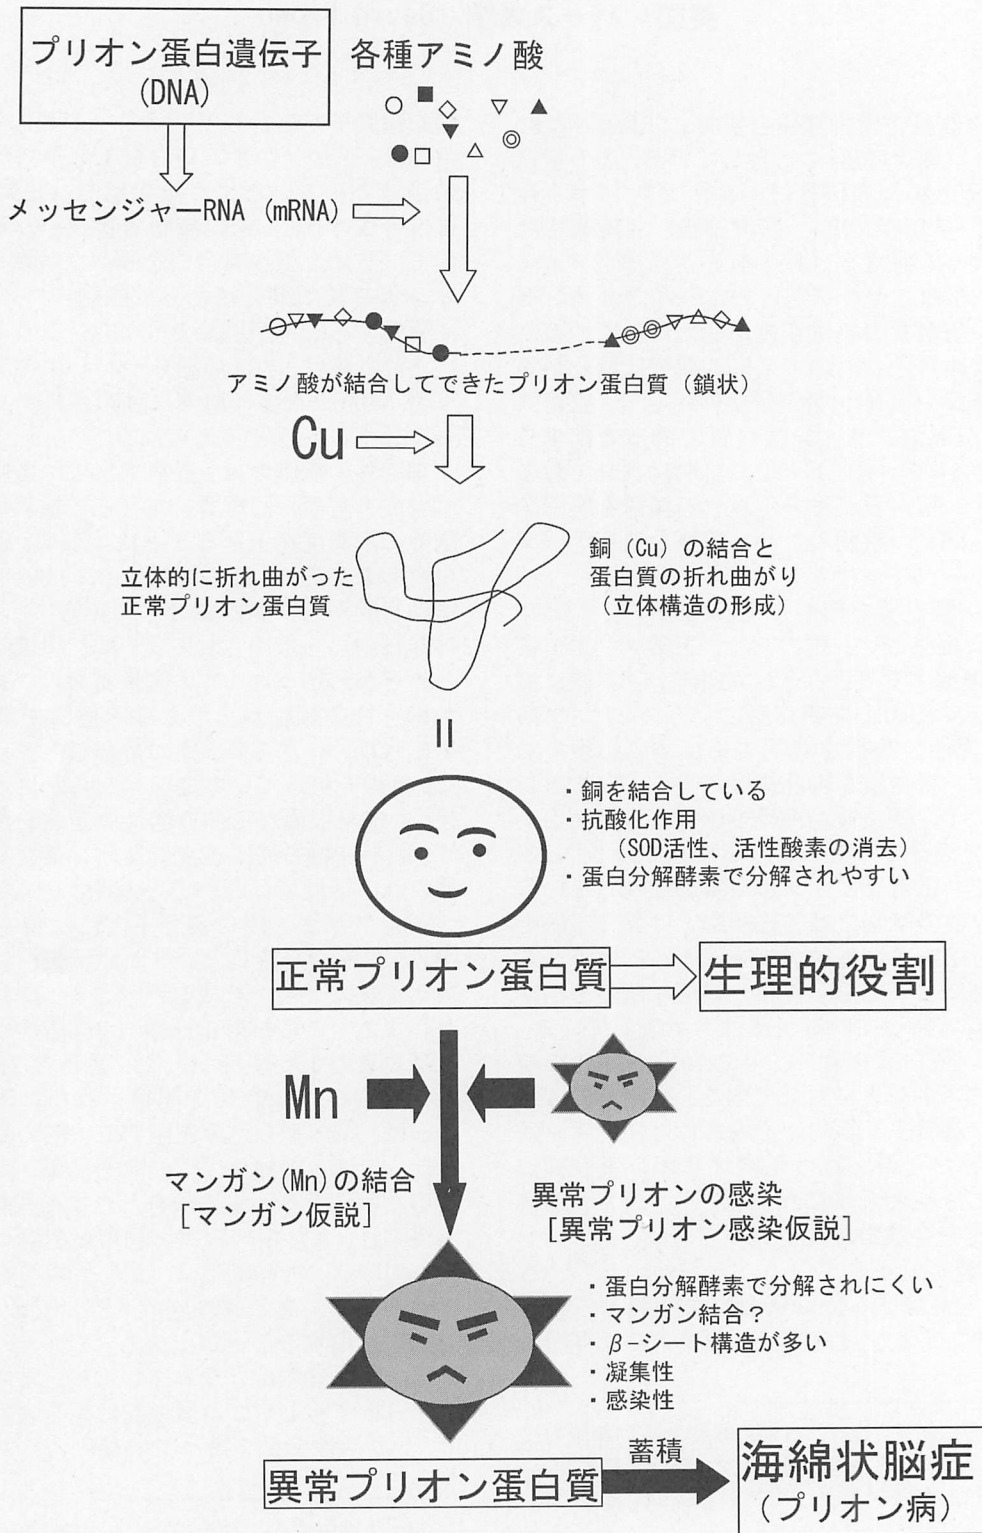 プリオン蛋白遺伝子
(DNA)
各種アミノ酸
メッセンジャーRNA (mRNA)
アミノ酸が結合してできたプリオン蛋白質（鎖状）
Cu
立体的に折れ曲がった
正常プリオン蛋白質
銅（Cu）の結合と
蛋白質の折れ曲がり
（立体構造の形成）
=
・銅を結合している
・抗酸化作用
（SOD活性、活性酸素の消去）
・蛋白分解酵素で分解されやすい
正常プリオン蛋白質
生理的役割
Mn
マンガン(Mn)の結合
[マンガン仮説]
異常プリオンの感染
[異常プリオン感染仮説]
・蛋白分解酵素で分解されにくい
・マンガン結合？
・β-シート構造が多い
・凝集性
・感染性
異常プリオン蛋白質
蓄積
海綿状脳症
（プリオン病）